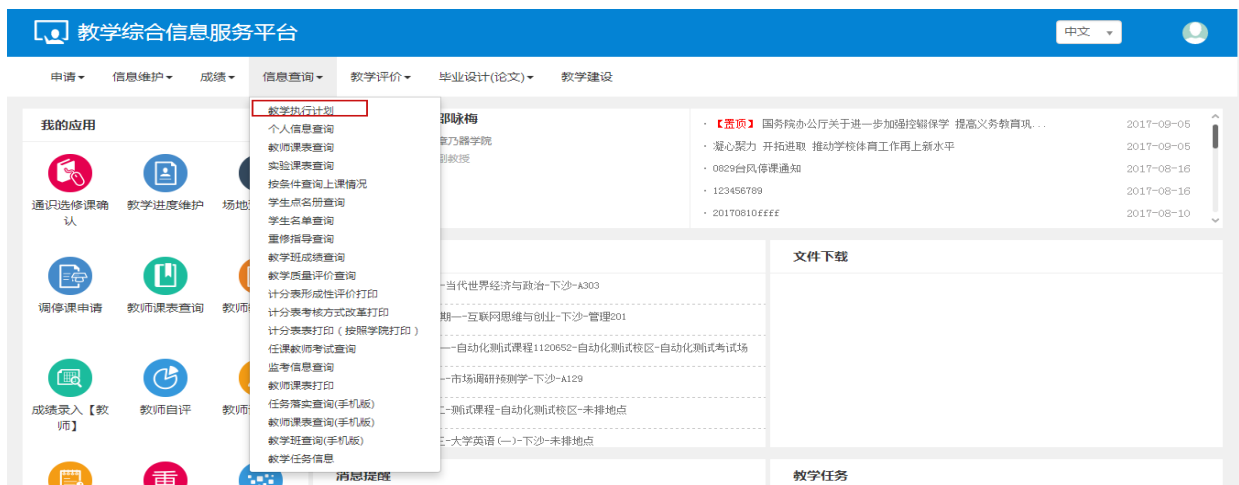 教学综合信息服务平台
中文
申请
信息维护
成绩
信息查询
教学评价
毕业设计(论文)
教学建设
我的应用
通识选修课确认
教学进度维护
场地
调停课申请
教师课表查询
教师
成绩录入【教师】
教师自评
教师
重
教学执行计划
个人信息查询
教师课表查询
实验课表查询
按条件查询上课情况
学生点名册查询
学生名单查询
重修指导查询
教学班成绩查询
教学质量评价查询
计分表形成性评价打印
计分表考核方式改革打印
计分表表打印（按照学院打印）
任课教师考试查询
监考信息查询
教师课表打印
任务落实查询(手机版)
教师课表查询(手机版)
教学班查询(手机版)
教学任务信息
邵咏梅
章乃器学院
副教授
·【置顶】 国务院办公厅关于进一步加强控辍保学 提高义务教育巩... 2017-09-05
· 凝心聚力 开拓进取 推动学校体育工作再上新水平 2017-09-05
· 0829台风停课通知 2017-08-16
· 123456789 2017-08-16
· 20170810ffff 2017-08-10
-当代世界经济与政治-下沙-A303
期一-互联网思维与创业-下沙-管理201
一-自动化测试课程1120652-自动化测试校区-自动化测试考试场
-市场调研预测学-下沙-A129
二-测试课程-自动化测试校区-未排地点
三-大学英语(一)-下沙-未排地点
文件下载
消息提醒
教学任务